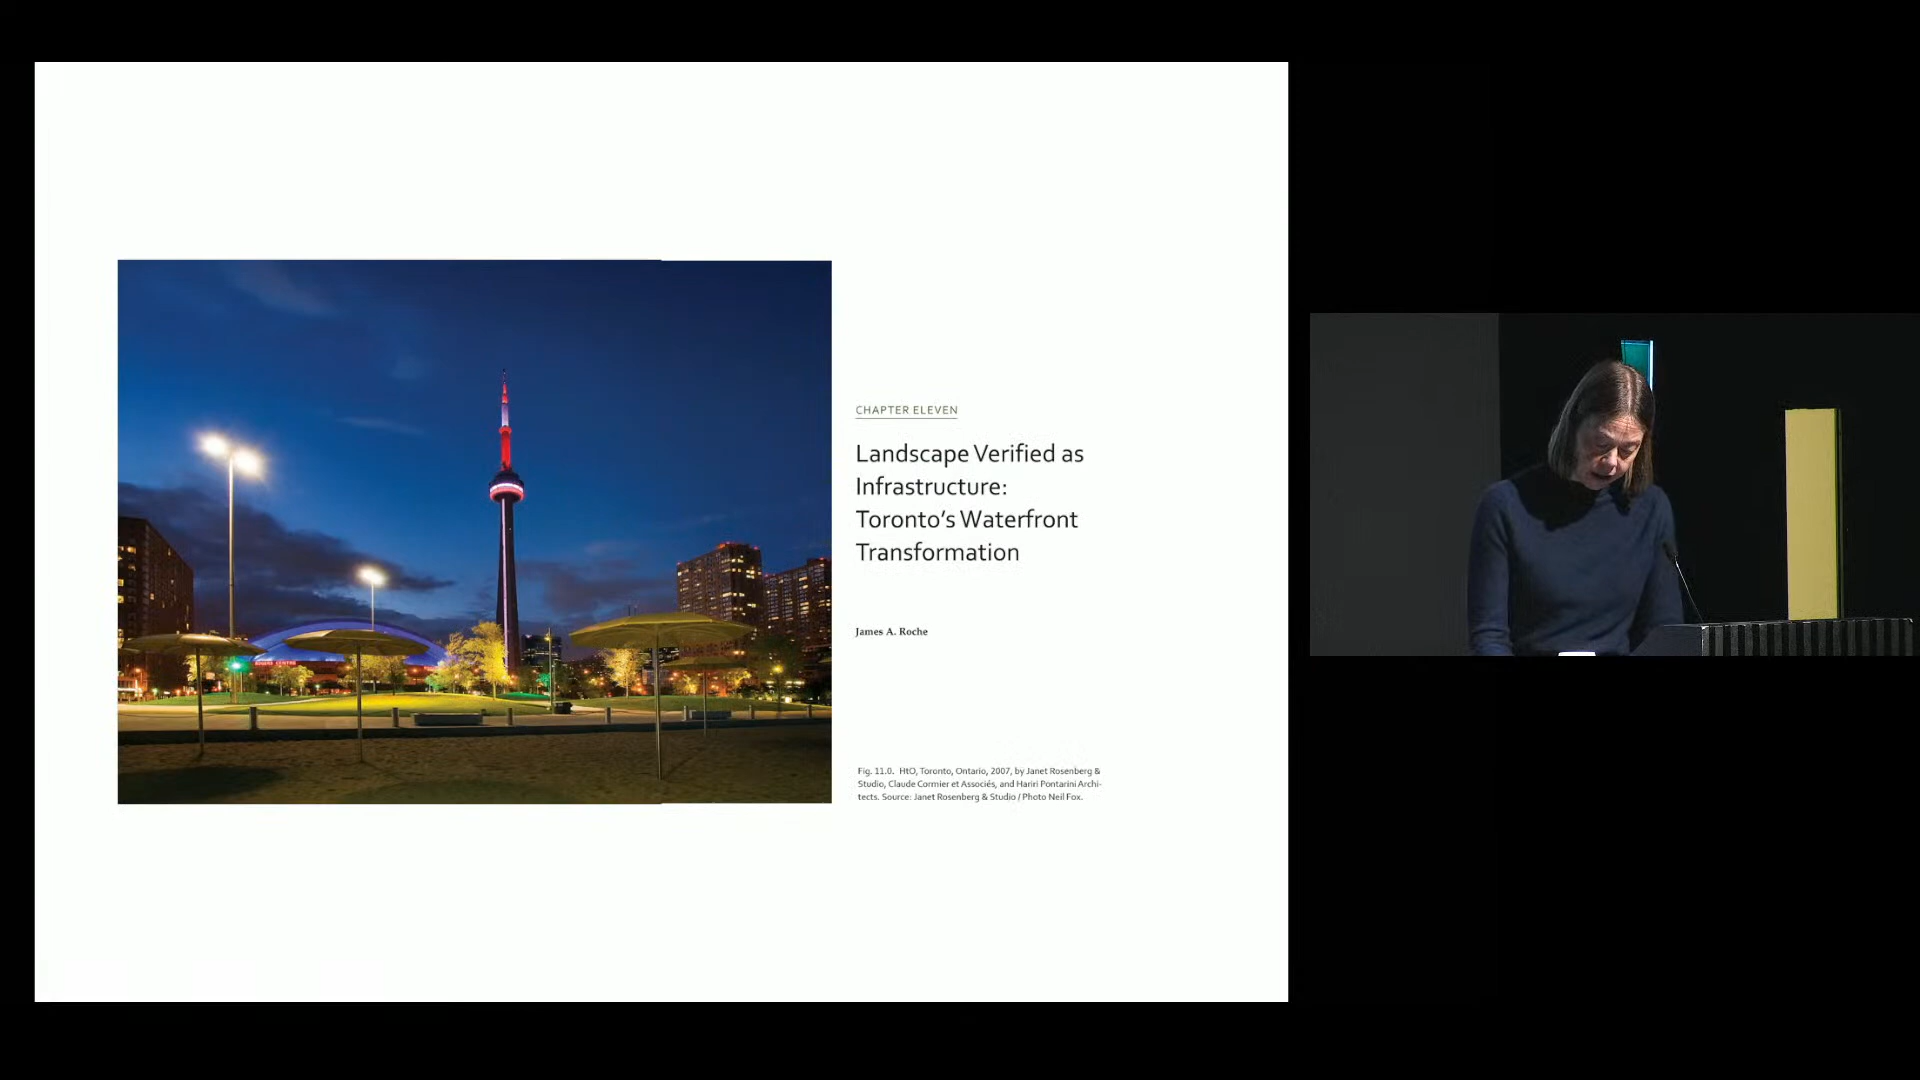 CHAPTER ELEVEN
Landscape Verified as
Infrastructure:
Toronto's Waterfront
Transformation
James A. Roche
Fig. 11.0. HtO, Toronto, Ontario, 2007, by Janet Rosenberg &
Studio, Claude Cormier et Associés, and Hariri Pontarini Archi-
tects. Source: Janet Rosenberg & Studio / Photo Neil Fox.
ROGERS CENTRE